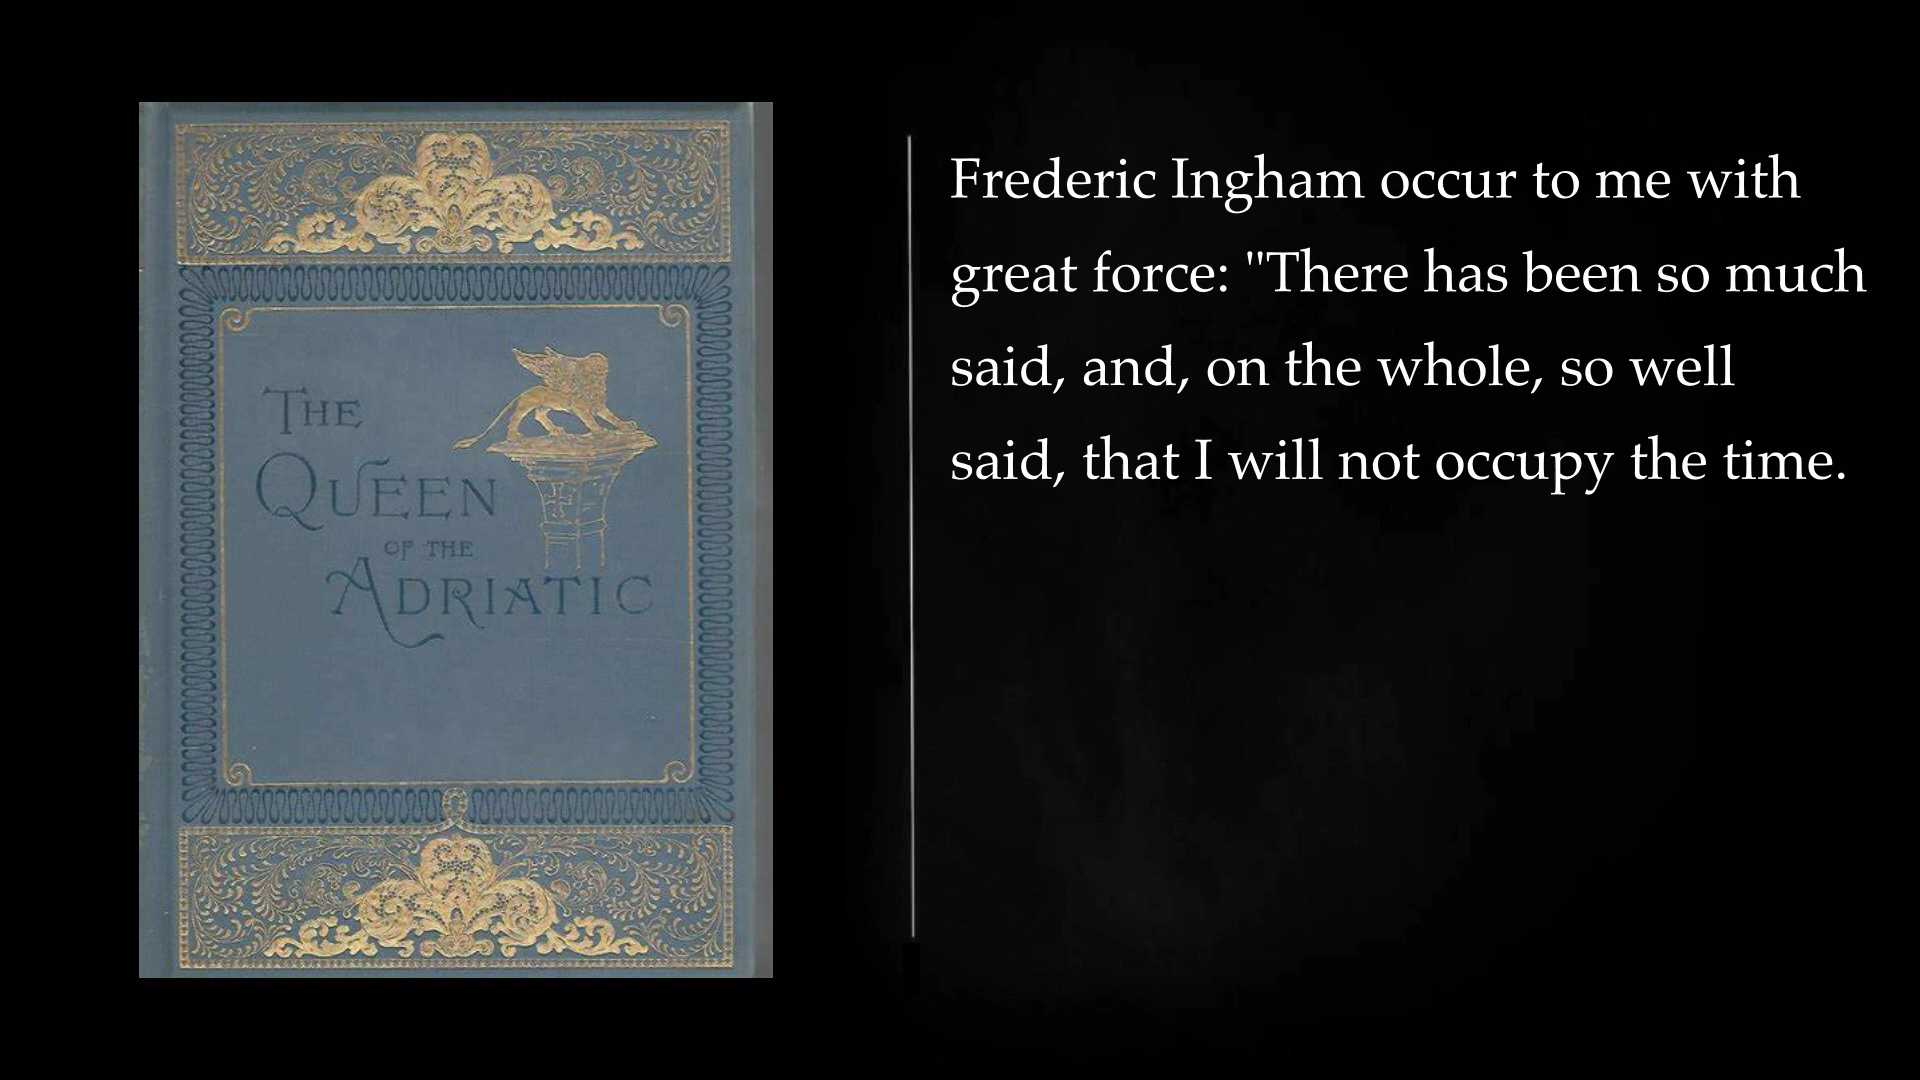 THE
QUEEN
OF THE
ADRIATIC
Frederic Ingham occur to me with
great force: "There has been so much
said, and, on the whole, so well
said, that I will not occupy the time.